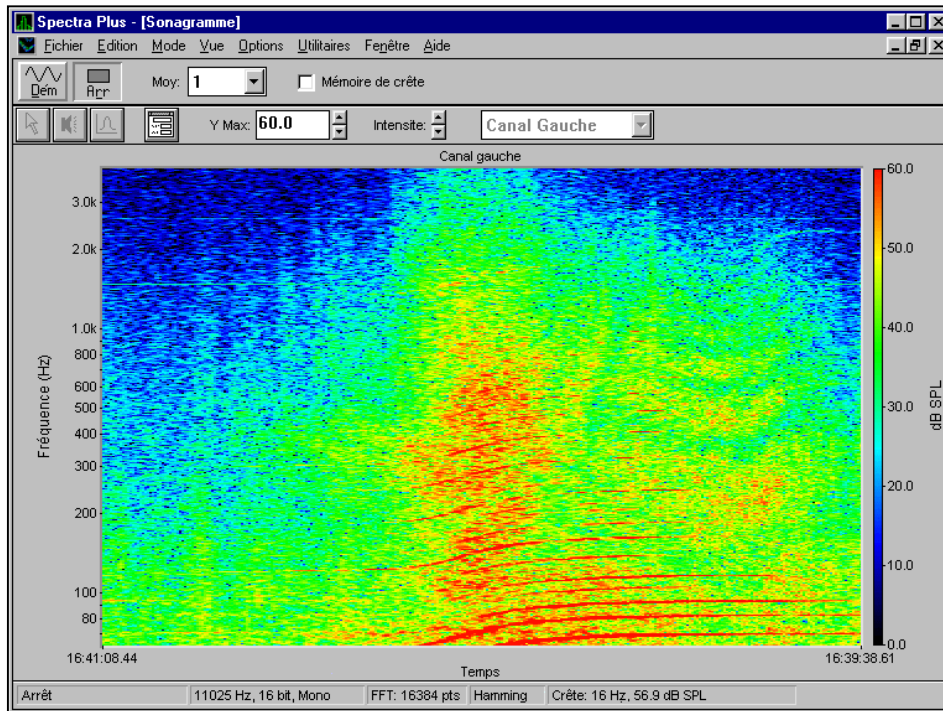 Spectra Plus - [Sonagramme]
Fichier Edition Mode Vue Options Utilitaires Fenêtre Aide
Dém Arr Moy: 1 Mémoire de crête
Y Max: 60.0 Intensite: Canal Gauche
Canal gauche
60.0
3.0k
50.0
2.0k
40.0
1.0k
800
600
500
30.0
400
300
20.0
200
10.0
100
80
0.0
Fréquence (Hz)
dB SPL
16:41:08.44 16:39:38.61
Temps
Arrêt 11025 Hz, 16 bit, Mono FFT: 16384 pts Hamming Crête: 16 Hz, 56.9 dB SPL